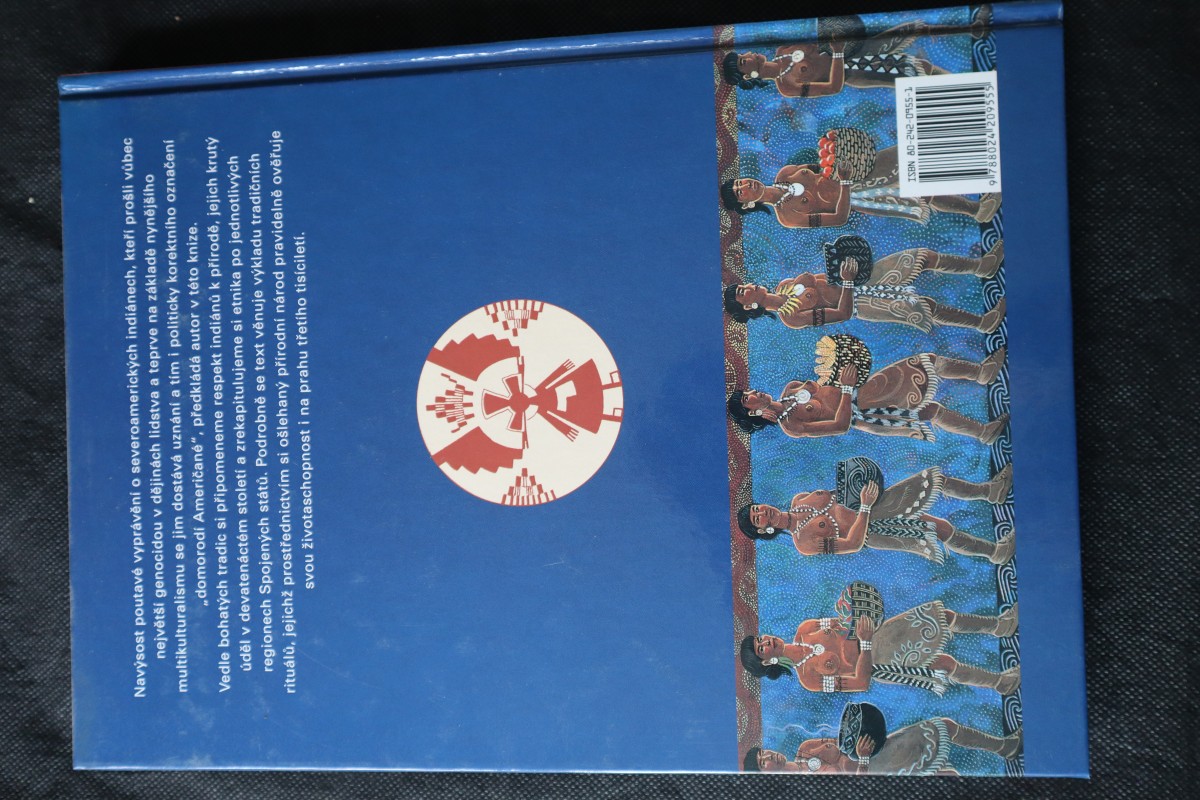 Navýsost poutavé vyprávění o severoamerických indiánech, kteří prošli vůbec
největší genocidou v dějinách lidstva a teprve na základě nynějšího
multikulturalismu se jim dostává uznání a tím i politicky korektního označení
„domorodí Američané“, předkládá autor v této knize.
Vedle bohatých tradic si připomeneme respekt indiánů k přírodě, jejich krutý
úděl v devatenáctém století a zrekapitulujeme si etnika po jednotlivých
regionech Spojených států. Podrobně se text věnuje výkladu tradičních
rituálů, jejichž prostřednictvím si ošlehaný přírodní národ pravidelně ověřuje
svou životaschopnost i na prahu třetího tisíciletí.
ISBN 80-242-0955-1
9 788024 209555